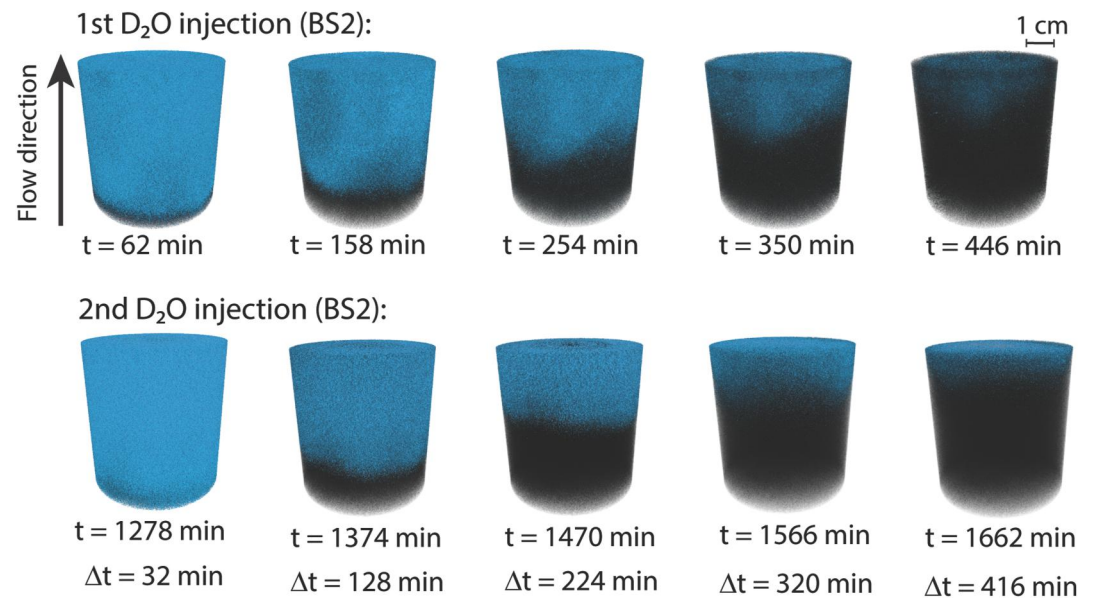 1st D₂O injection (BS2):
1 cm
Flow direction
t = 62 min
t = 158 min
t = 254 min
t = 350 min
t = 446 min
2nd D₂O injection (BS2):
t = 1278 min
t = 1374 min
t = 1470 min
t = 1566 min
t = 1662 min
Δt = 32 min
Δt = 128 min
Δt = 224 min
Δt = 320 min
Δt = 416 min